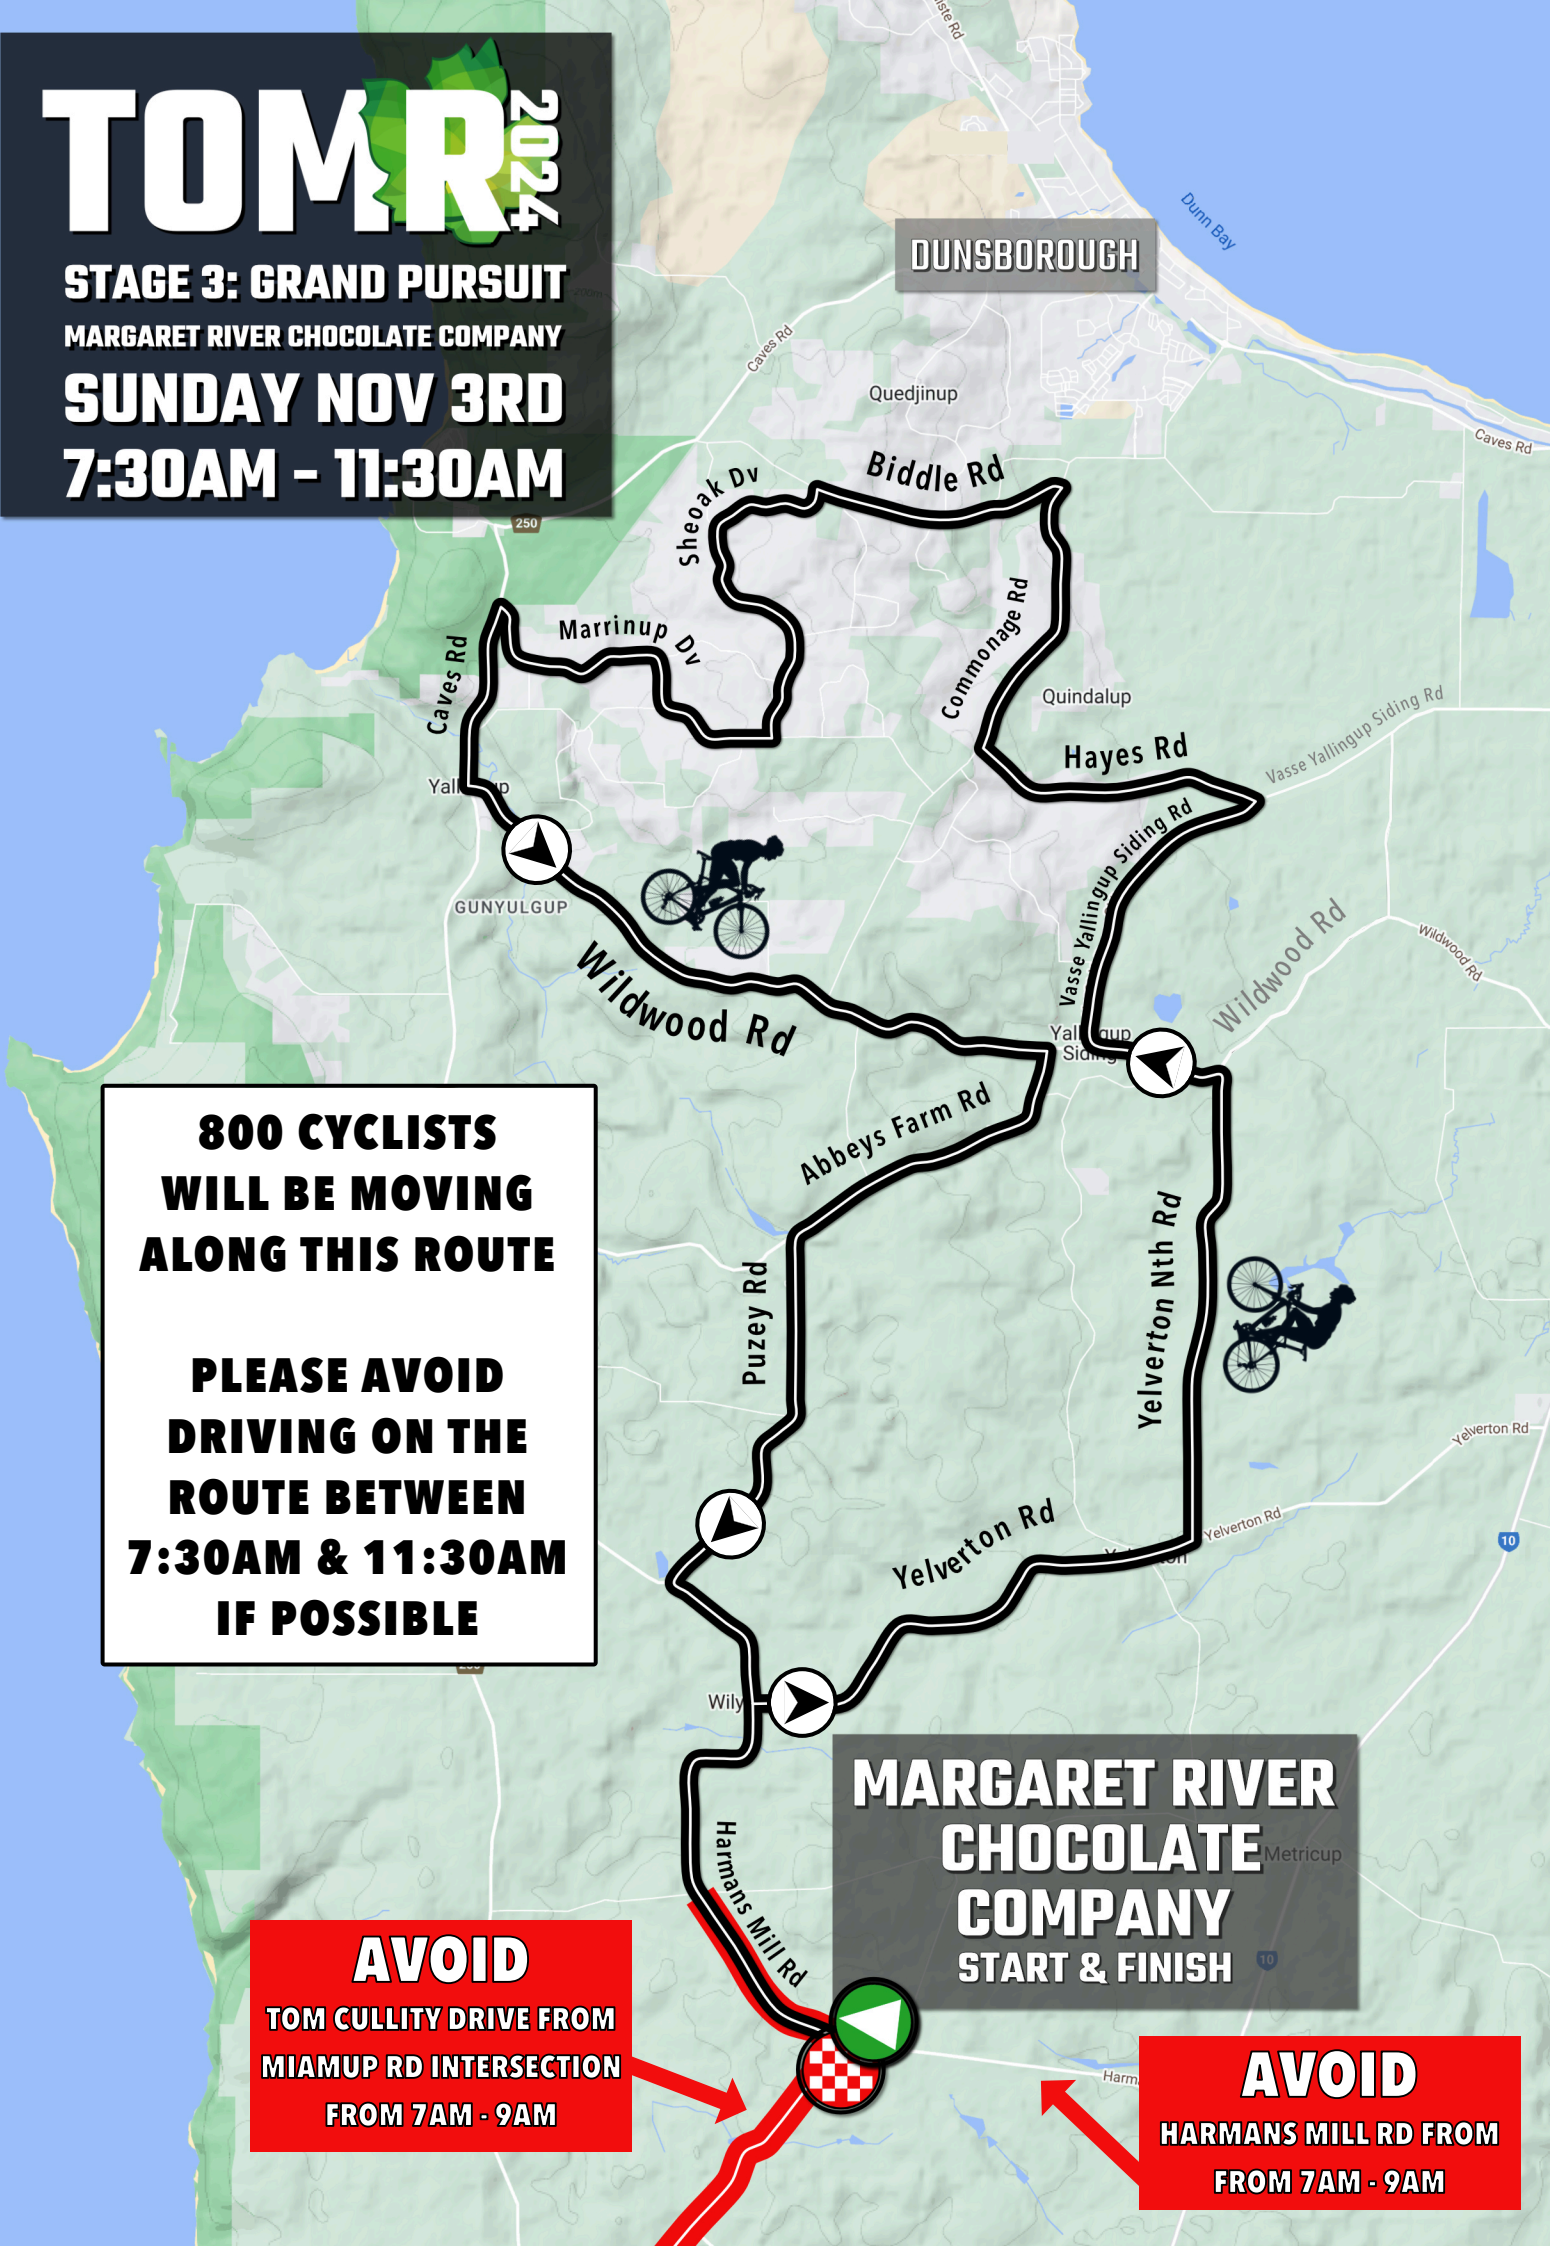 TOMR 2024
STAGE 3: GRAND PURSUIT
MARGARET RIVER CHOCOLATE COMPANY
SUNDAY NOV 3RD
7:30AM - 11:30AM
Dunn Bay
DUNSBOROUGH
Caves Rd
Quedjinup
Caves Rd
Biddle Rd
Sheoak Dv
250
Marrinup Dv
Caves Rd
Commonage Rd
Quindalup
Vasse Yallingup Siding Rd
Hayes Rd
Vasse Yallingup Siding Rd
GUNYULGUP
Wildwood Rd
Wildwood Rd
Wildwood Rd
Yallingup
Siding
Abbeys Farm Rd
800 CYCLISTS
WILL BE MOVING
ALONG THIS ROUTE
PLEASE AVOID
DRIVING ON THE
ROUTE BETWEEN
7:30AM & 11:30AM
IF POSSIBLE
Puzey Rd
Yelverton Nth Rd
Yelverton Rd
Yelverton Rd
Yelverton Rd
10
Wily
MARGARET RIVER
CHOCOLATE
COMPANY
START & FINISH
Metricup
10
Harmans Mill Rd
AVOID
TOM CULLITY DRIVE FROM
MIAMUP RD INTERSECTION
FROM 7AM - 9AM
Harm
AVOID
HARMANS MILL RD FROM
FROM 7AM - 9AM